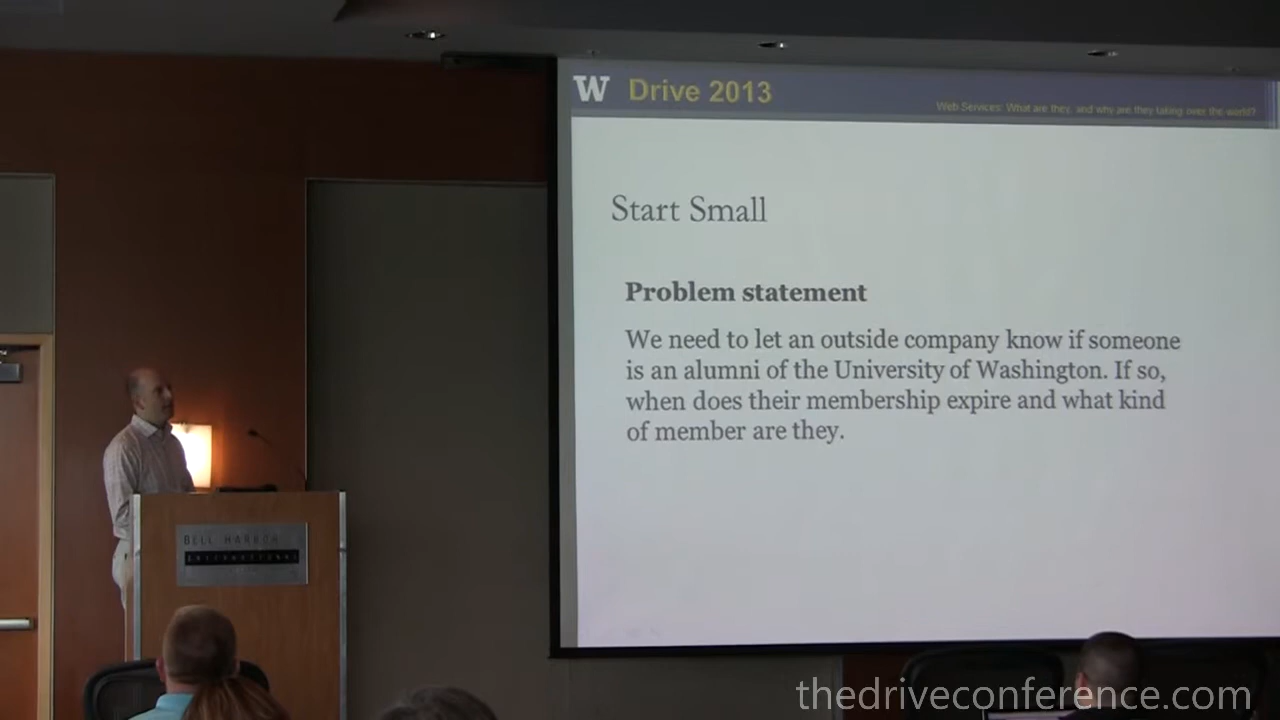 W Drive 2013
Web Services: What are they, and why are they taking over the world?
Start Small
Problem statement
We need to let an outside company know if someone
is an alumni of the University of Washington. If so,
when does their membership expire and what kind
of member are they.
BELL HARBOR
INTERNATIONAL
thedriveconference.com